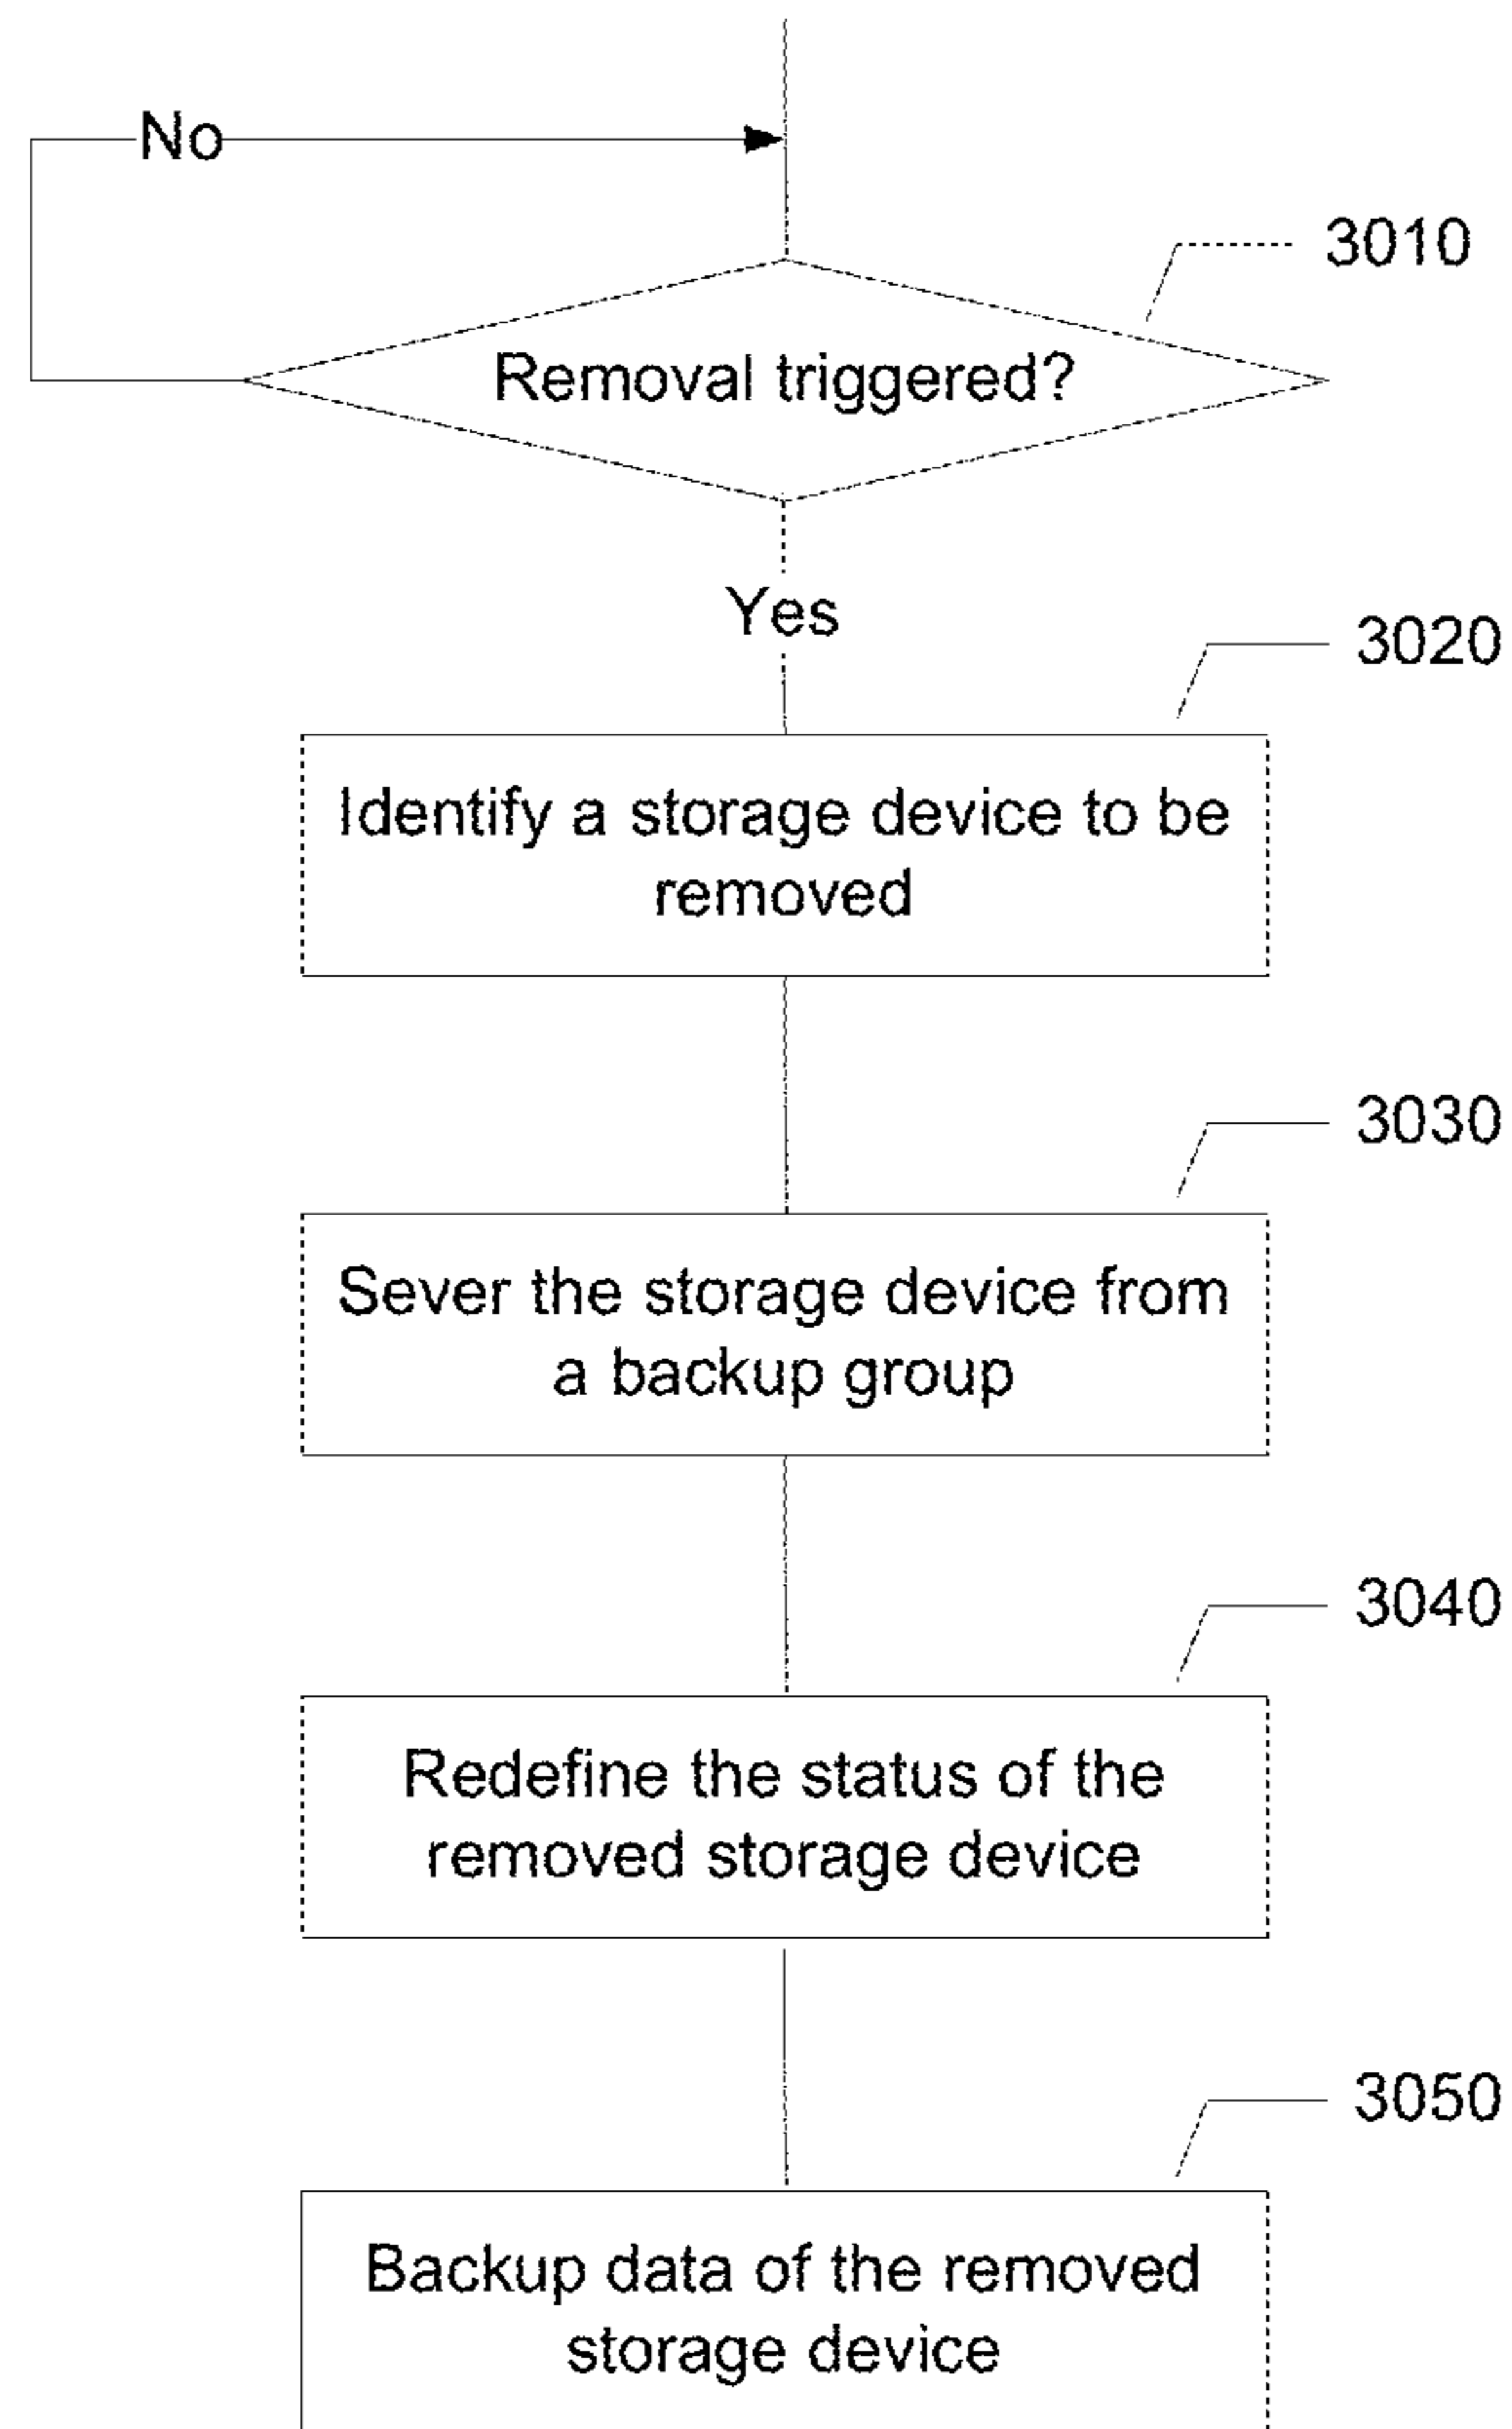 No
3010
Removal triggered?
Yes
3020
Identify a storage device to be
removed
3030
Sever the storage device from
a backup group
3040
Redefine the status of the
removed storage device
3050
Backup data of the removed
storage device